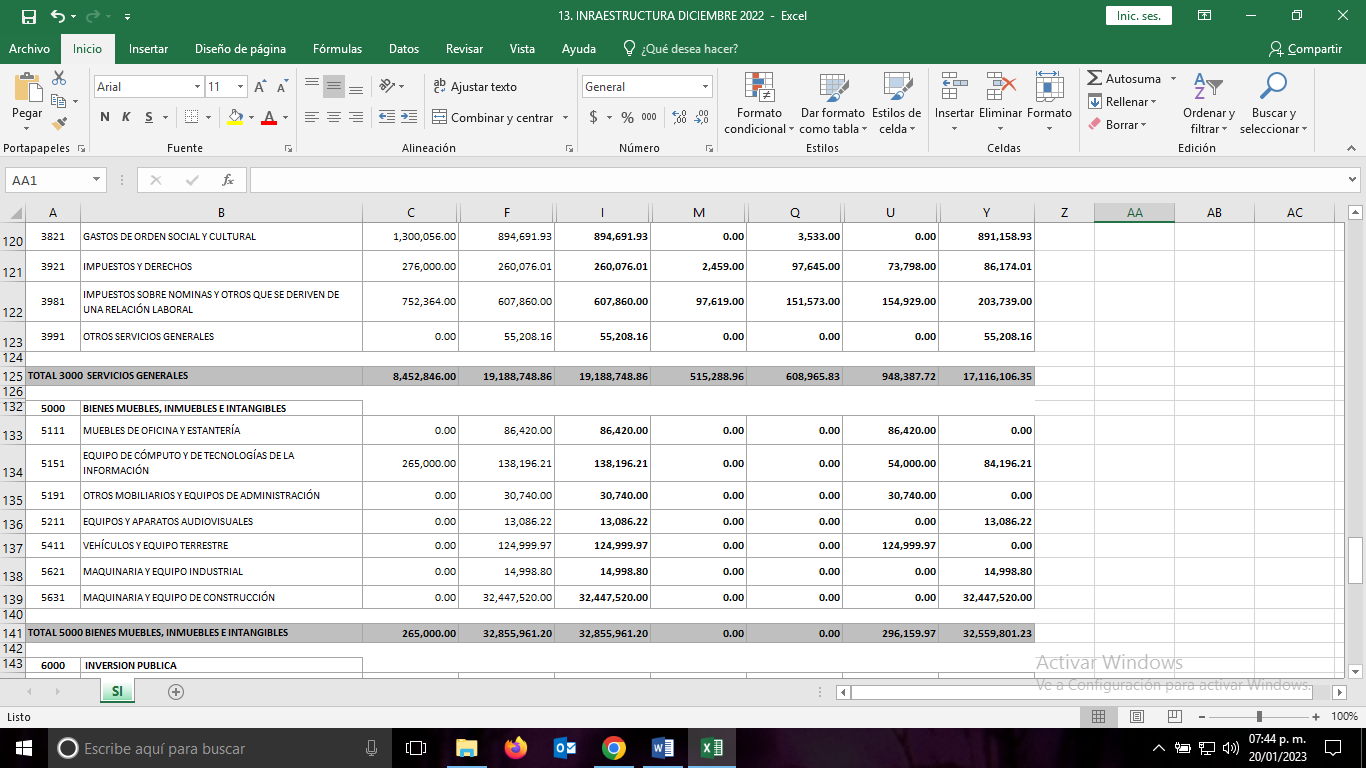 13. INRAESTRUCTURA DICIEMBRE 2022 - Excel
Inic. ses.
Archivo Inicio Insertar Diseño de página Fórmulas Datos Revisar Vista Ayuda ¿Qué desea hacer? Compartir
Pegar
Portapapeles
Arial 11
N K S
Fuente
Ajustar texto
Combinar y centrar
Alineación
General
$ % 000
Número
Formato condicional
Dar formato como tabla
Estilos de celda
Estilos
Insertar Eliminar Formato
Celdas
Autosuma
Rellenar
Borrar
Ordenar y filtrar
Buscar y seleccionar
Edición
AA1
fx
A B C F I M Q U Y Z AA AB AC
120 3821 GASTOS DE ORDEN SOCIAL Y CULTURAL 1,300,056.00 894,691.93 894,691.93 0.00 3,533.00 0.00 891,158.93
121 3921 IMPUESTOS Y DERECHOS 276,000.00 260,076.01 260,076.01 2,459.00 97,645.00 73,798.00 86,174.01
122 3981 IMPUESTOS SOBRE NOMINAS Y OTROS QUE SE DERIVEN DE UNA RELACIÓN LABORAL 752,364.00 607,860.00 607,860.00 97,619.00 151,573.00 154,929.00 203,739.00
123 3991 OTROS SERVICIOS GENERALES 0.00 55,208.16 55,208.16 0.00 0.00 0.00 55,208.16
124
125 TOTAL 3000 SERVICIOS GENERALES 8,452,846.00 19,188,748.86 19,188,748.86 515,288.96 608,965.83 948,387.72 17,116,106.35
126
132 5000 BIENES MUEBLES, INMUEBLES E INTANGIBLES
133 5111 MUEBLES DE OFICINA Y ESTANTERÍA 0.00 86,420.00 86,420.00 0.00 0.00 86,420.00 0.00
134 5151 EQUIPO DE CÓMPUTO Y DE TECNOLOGÍAS DE LA INFORMACIÓN 265,000.00 138,196.21 138,196.21 0.00 0.00 54,000.00 84,196.21
135 5191 OTROS MOBILIARIOS Y EQUIPOS DE ADMINISTRACIÓN 0.00 30,740.00 30,740.00 0.00 0.00 30,740.00 0.00
136 5211 EQUIPOS Y APARATOS AUDIOVISUALES 0.00 13,086.22 13,086.22 0.00 0.00 0.00 13,086.22
137 5411 VEHÍCULOS Y EQUIPO TERRESTRE 0.00 124,999.97 124,999.97 0.00 0.00 124,999.97 0.00
138 5621 MAQUINARIA Y EQUIPO INDUSTRIAL 0.00 14,998.80 14,998.80 0.00 0.00 0.00 14,998.80
139 5631 MAQUINARIA Y EQUIPO DE CONSTRUCCIÓN 0.00 32,447,520.00 32,447,520.00 0.00 0.00 0.00 32,447,520.00
140
141 TOTAL 5000 BIENES MUEBLES, INMUEBLES E INTANGIBLES 265,000.00 32,855,961.20 32,855,961.20 0.00 0.00 296,159.97 32,559,801.23
142
143 6000 INVERSION PUBLICA
Activar Windows
Ve a Configuración para activar Windows.
SI
Listo
100%
Escribe aquí para buscar
07:44 p. m.
20/01/2023